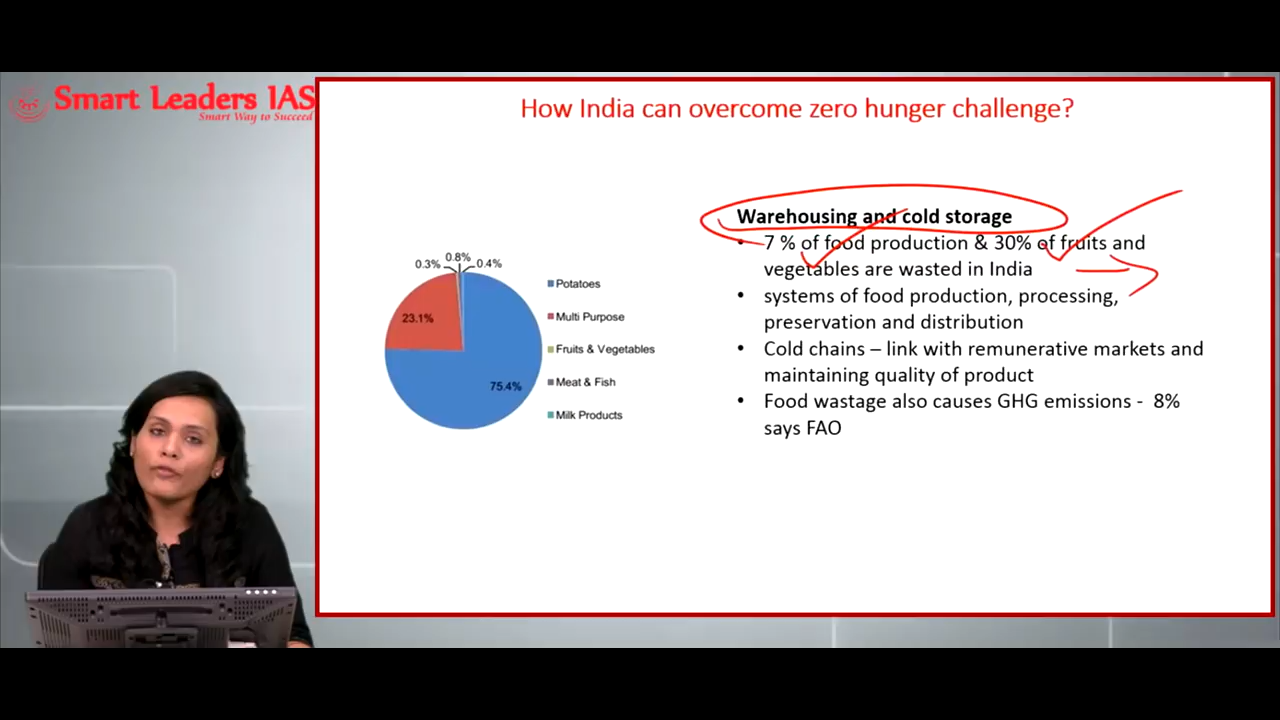 Smart Leaders IAS
Smart Way to Succeed
How India can overcome zero hunger challenge?
Warehousing and cold storage
• 7 % of food production & 30% of fruits and
vegetables are wasted in India
• systems of food production, processing,
preservation and distribution
• Cold chains – link with remunerative markets and
maintaining quality of product
• Food wastage also causes GHG emissions - 8%
says FAO
0.3%
0.8%
0.4%
23.1%
75.4%
Potatoes
Multi Purpose
Fruits & Vegetables
Meat & Fish
Milk Products